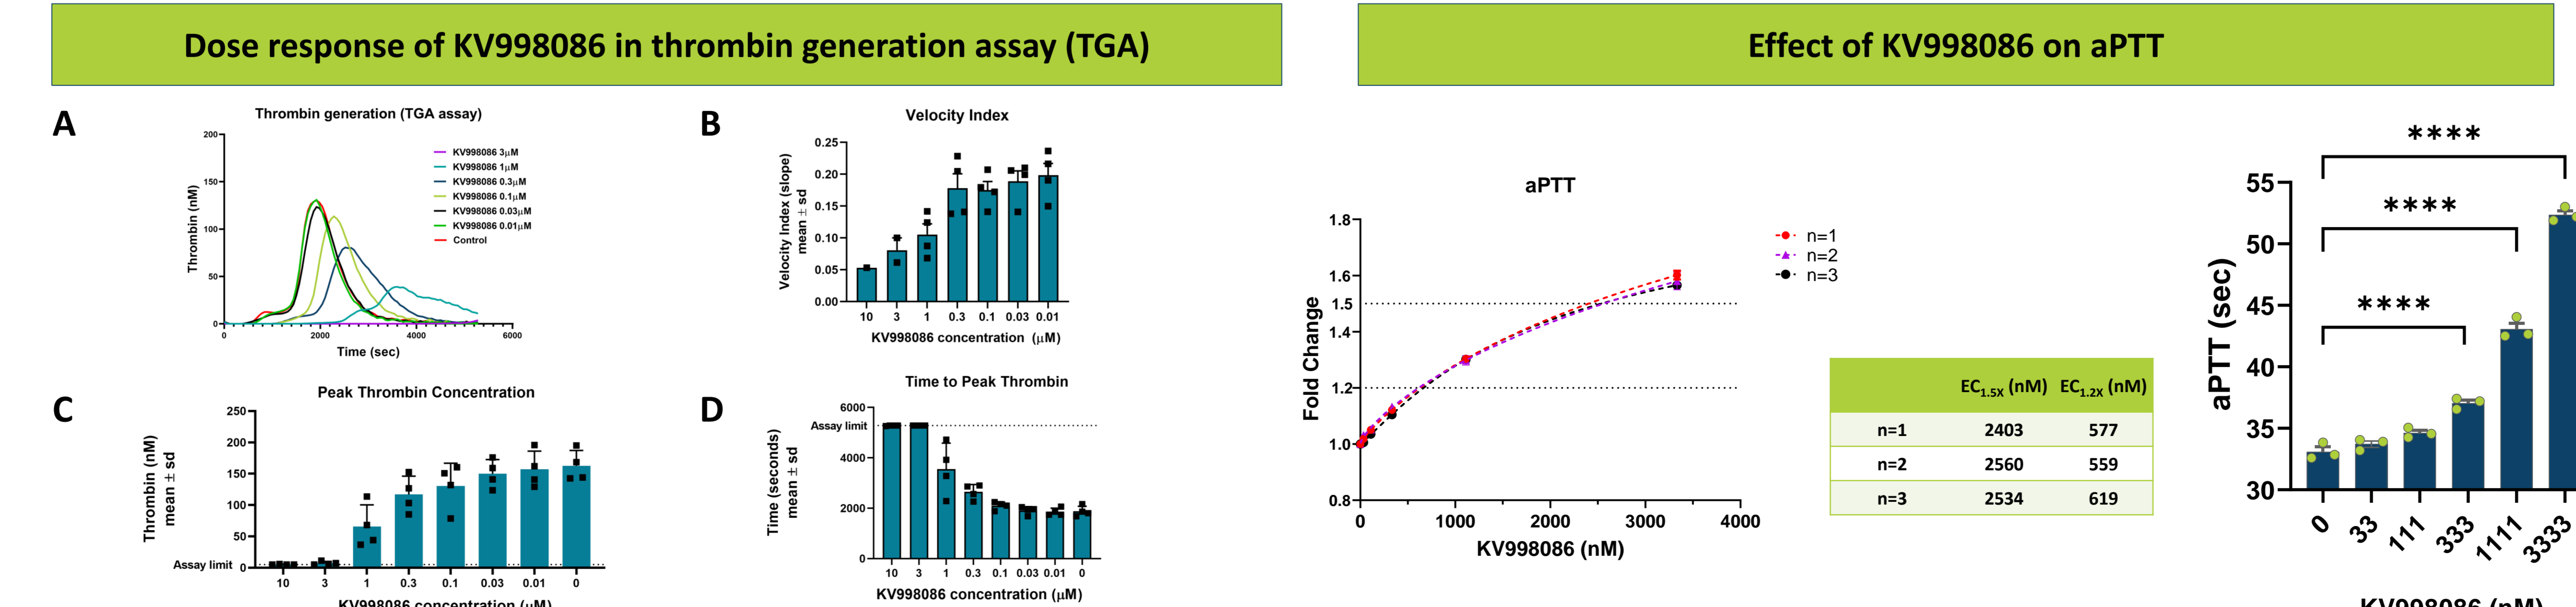 Dose response of KV998086 in thrombin generation assay (TGA)
Effect of KV998086 on aPTT
A
Thrombin generation (TGA assay)
Thrombin (nM)
200
150
100
50
0
0 2000 4000 6000
Time (sec)
KV998086 3μM
KV998086 1μM
KV998086 0.3μM
KV998086 0.1μM
KV998086 0.03μM
KV998086 0.01μM
Control
B
Velocity Index
Velocity Index (slope)
mean ± sd
0.25
0.20
0.15
0.10
0.05
0.00
10 3 1 0.3 0.1 0.03 0.01
KV998086 concentration (μM)
C
Peak Thrombin Concentration
Thrombin (nM)
mean ± sd
250
200
150
100
50
0
Assay limit
10 3 1 0.3 0.1 0.03 0.01 0
KV998086 concentration (μM)
D
Time to Peak Thrombin
Time (seconds)
mean ± sd
6000
Assay limit
4000
2000
0
10 3 1 0.3 0.1 0.03 0.01 0
KV998086 concentration (μM)
aPTT
Fold Change
1.8
1.6
1.5
1.4
1.2
1.0
0.8
0 1000 2000 3000 4000
KV998086 (nM)
n=1
n=2
n=3
EC1.5X (nM) EC1.2X (nM)
n=1 2403 577
n=2 2560 559
n=3 2534 619
aPTT (sec)
55
50
45
40
35
30
****
****
****
0 33 111 333 1111 3333
KV998086 (nM)